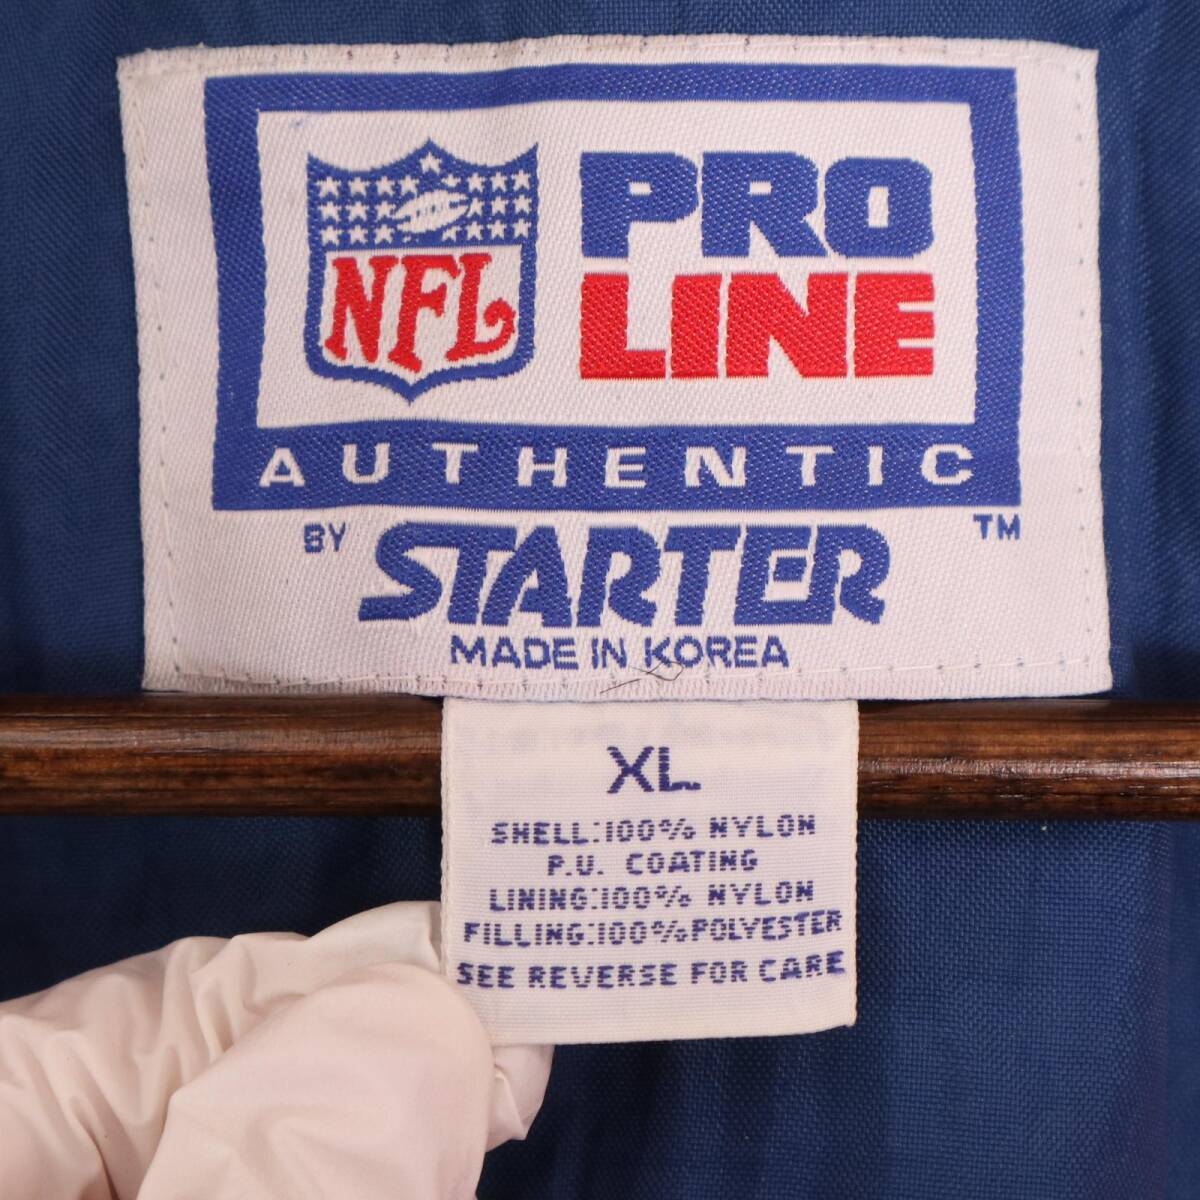 NFL
PRO
LINE
AUTHENTIC
BY STARTER TM
MADE IN KOREA
XL
SHELL:100% NYLON
P.U. COATING
LINING:100% NYLON
FILLING:100%POLYESTER
SEE REVERSE FOR CARE